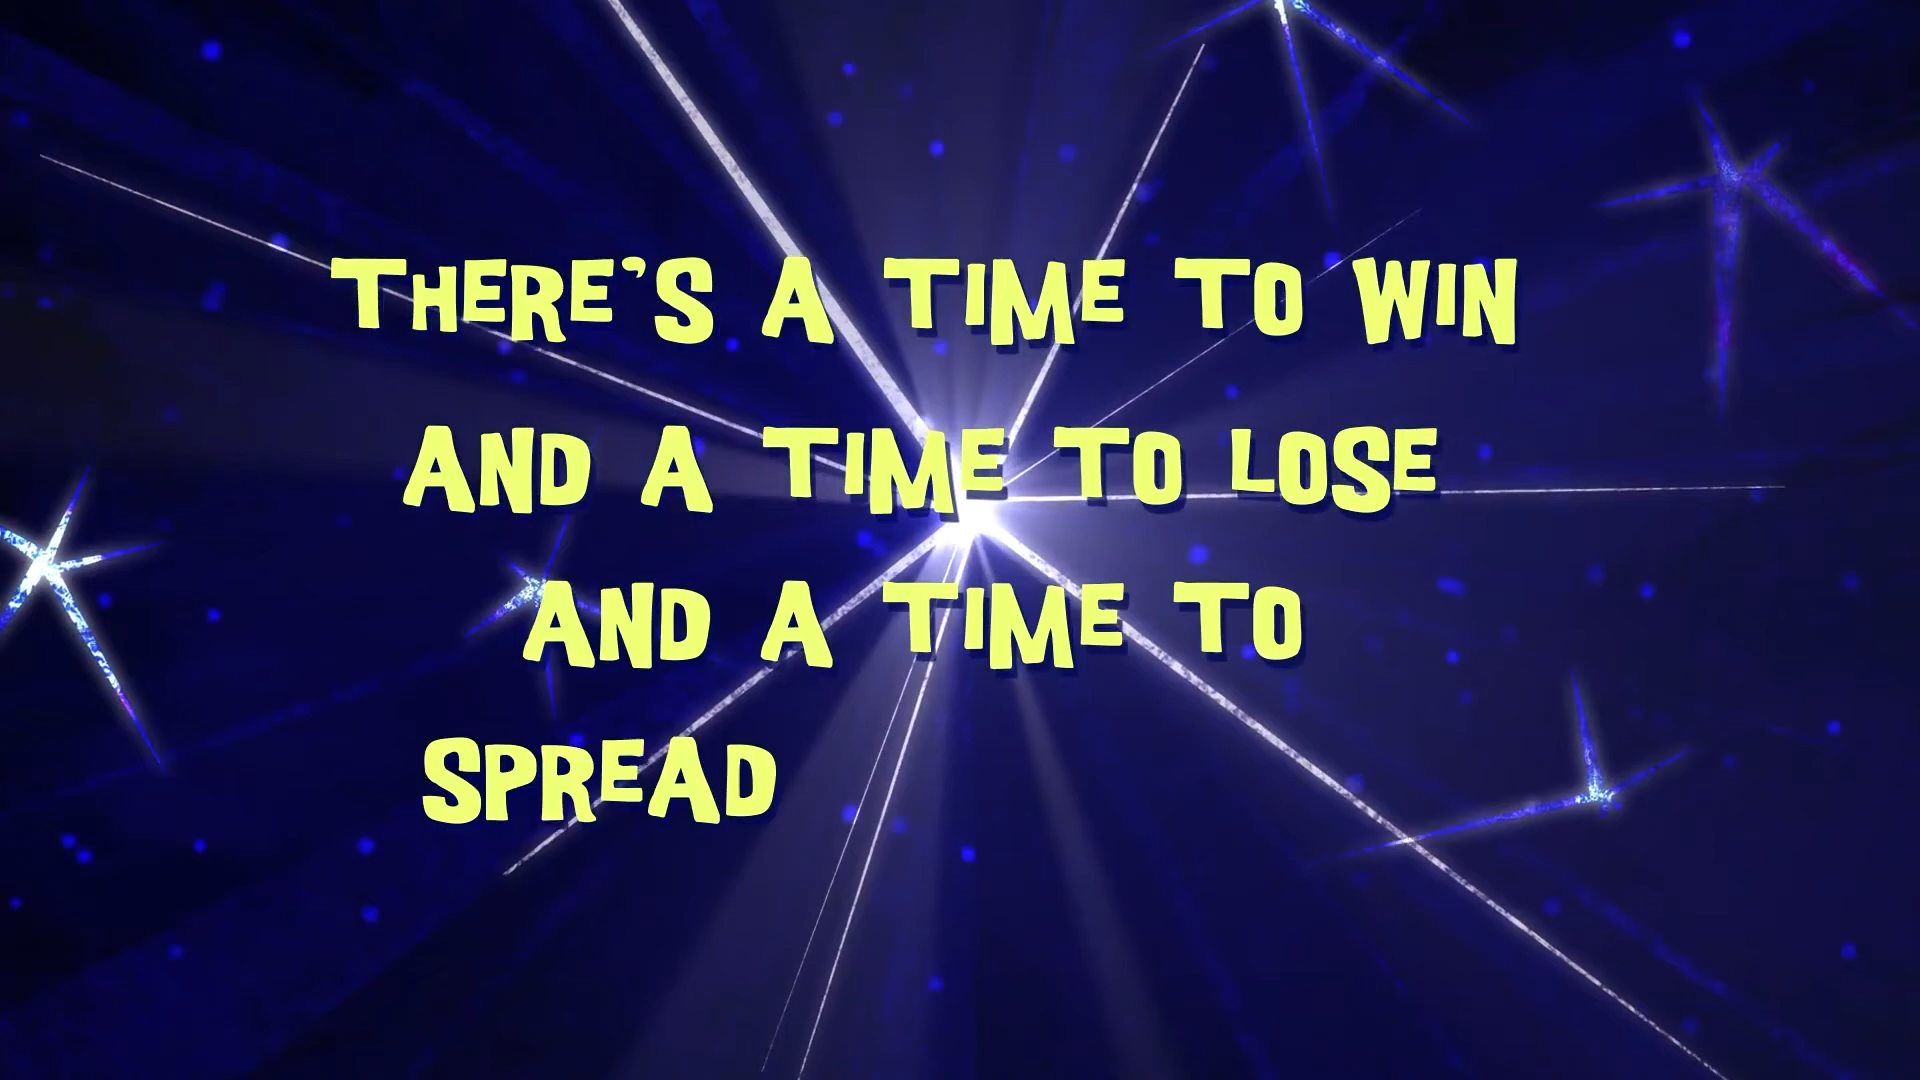 THERE'S A TIME TO WIN
AND A TIME TO LOSE
AND A TIME TO
SPREAD